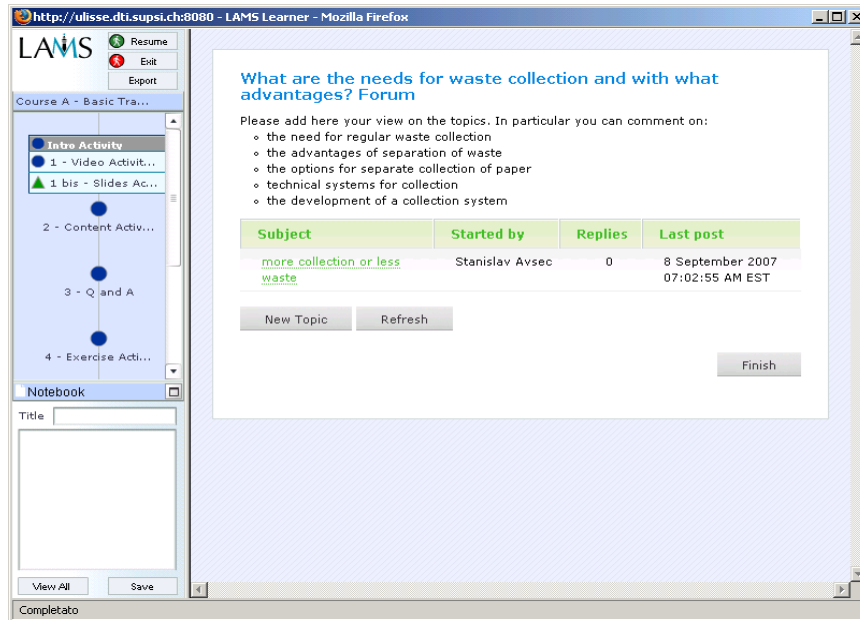 http://ulisse.dti.supsi.ch:8080 - LAMS Learner - Mozilla Firefox
LAMS
Resume
Exit
Export
Course A - Basic Tra...
Intro Activity
1 - Video Activit...
1 bis - Slides Ac...
2 - Content Activ...
3 - Q and A
4 - Exercise Acti...
Notebook
Title
View All Save
What are the needs for waste collection and with what
advantages? Forum
Please add here your view on the topics. In particular you can comment on:
the need for regular waste collection
the advantages of separation of waste
the options for separate collection of paper
technical systems for collection
the development of a collection system
Subject Started by Replies Last post
more collection or less Stanislav Avsec 0 8 September 2007
waste 07:02:55 AM EST
New Topic Refresh
Finish
Completato